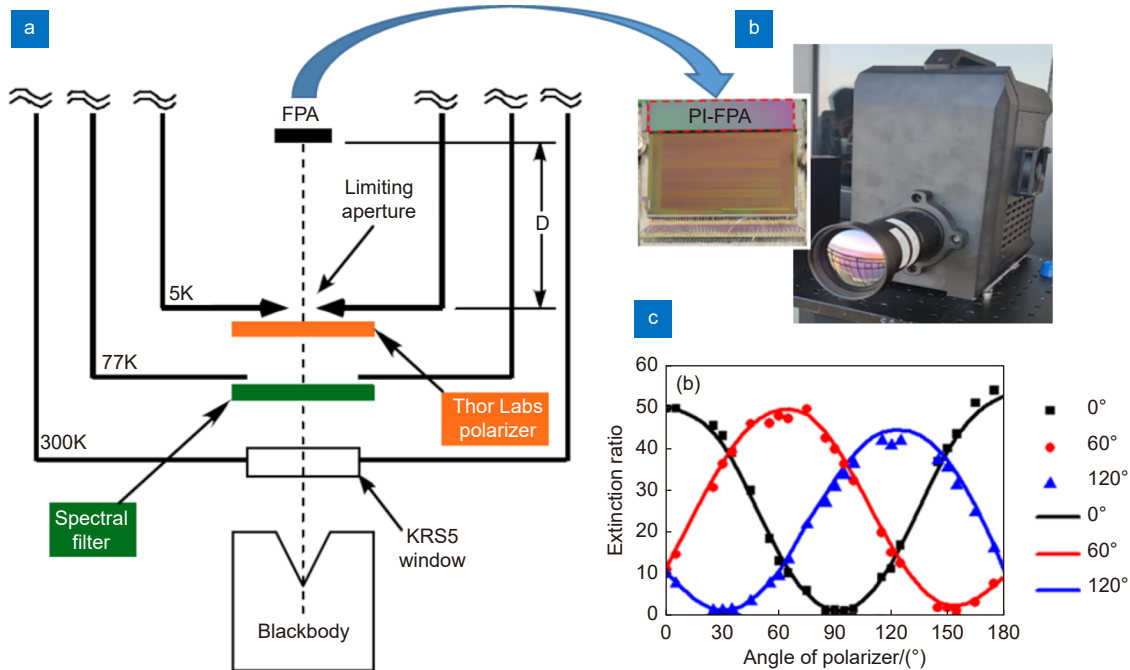 a
FPA
Limiting
aperture
D
5K
77K
Thor Labs
polarizer
300K
Spectral
filter
KRS5
window
Blackbody
b
PI-FPA
c
(b)
60
50
40
30
20
10
0
Extinction ratio
0 30 60 90 120 150 180
Angle of polarizer/(°)
0°
60°
120°
0°
60°
120°